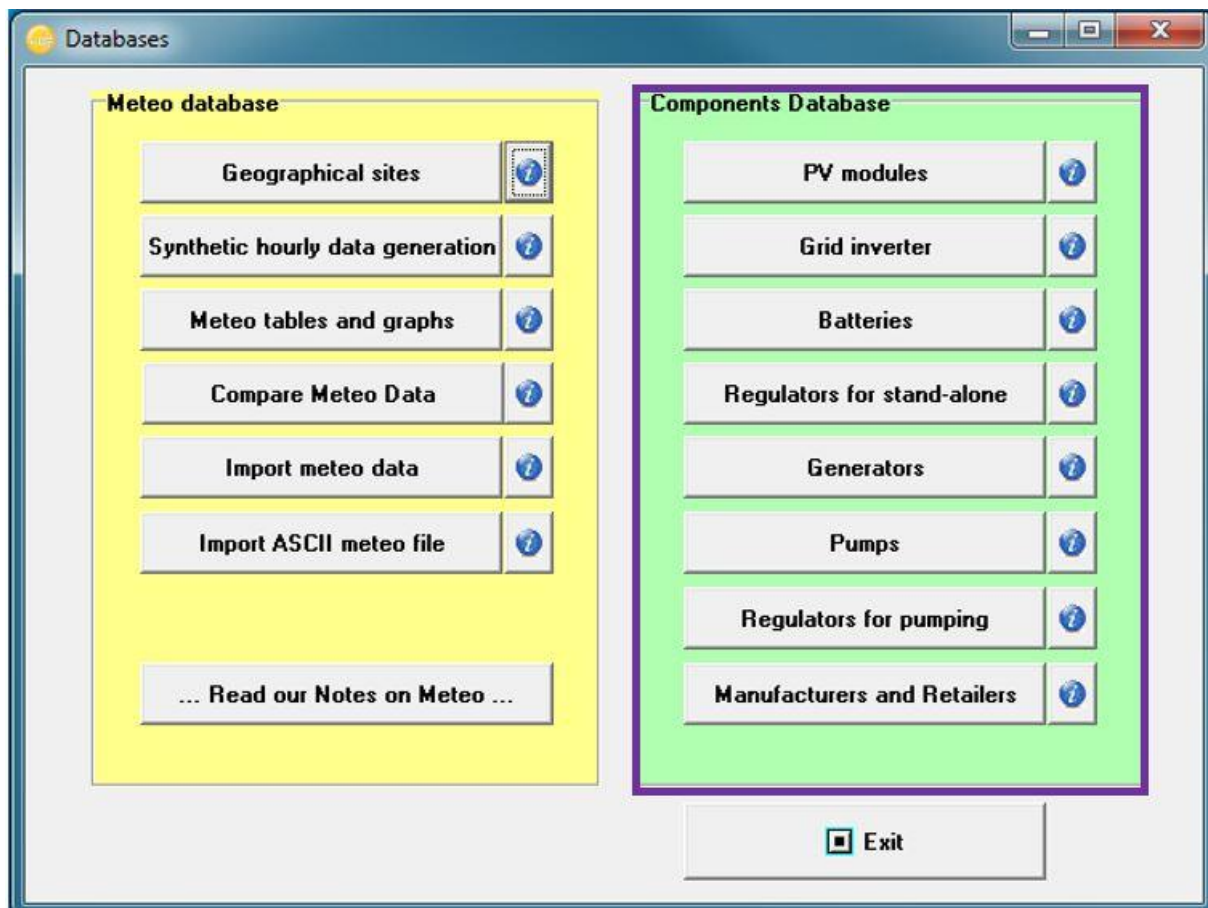 Databases
Meteo database
Geographical sites
Synthetic hourly data generation
Meteo tables and graphs
Compare Meteo Data
Import meteo data
Import ASCII meteo file
... Read our Notes on Meteo ...
Components Database
PV modules
Grid inverter
Batteries
Regulators for stand-alone
Generators
Pumps
Regulators for pumping
Manufacturers and Retailers
Exit